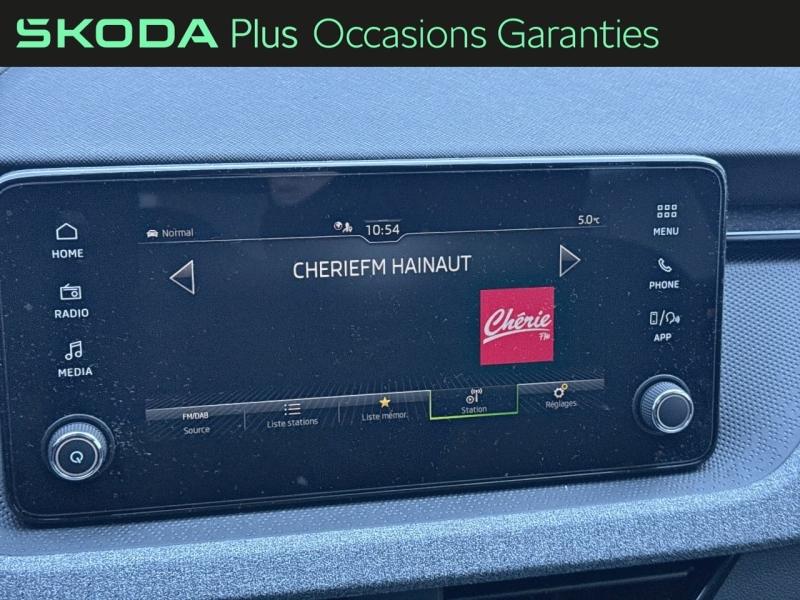 SKODA Plus Occasions Garanties
Normal
10:54
5.0°C
HOME
RADIO
MEDIA
CHERIEFM HAINAUT
Chérie
FM
FM/DAB
Source
Liste stations
Liste mémor.
Station
Réglages
MENU
PHONE
APP